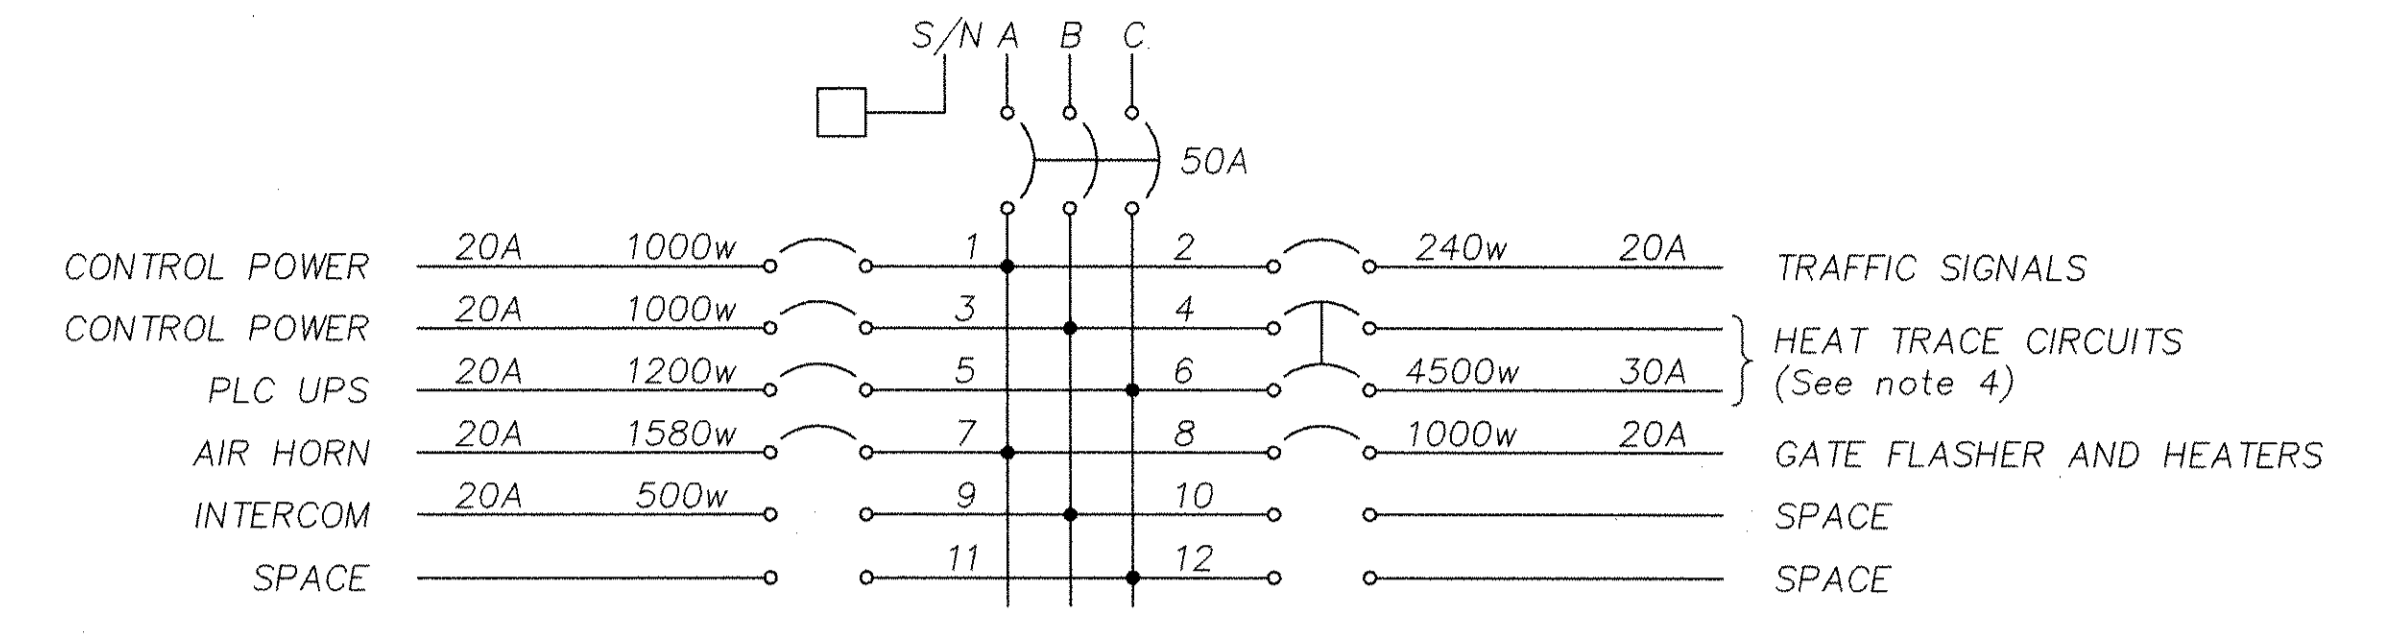 S/N A B C
50A
CONTROL POWER 20A 1000w 1 2 240w 20A TRAFFIC SIGNALS
CONTROL POWER 20A 1000w 3 4 HEAT TRACE CIRCUITS
PLC UPS 20A 1200w 5 6 4500w 30A (See note 4)
AIR HORN 20A 1580w 7 8 1000w 20A GATE FLASHER AND HEATERS
INTERCOM 20A 500w 9 10 SPACE
SPACE 11 12 SPACE